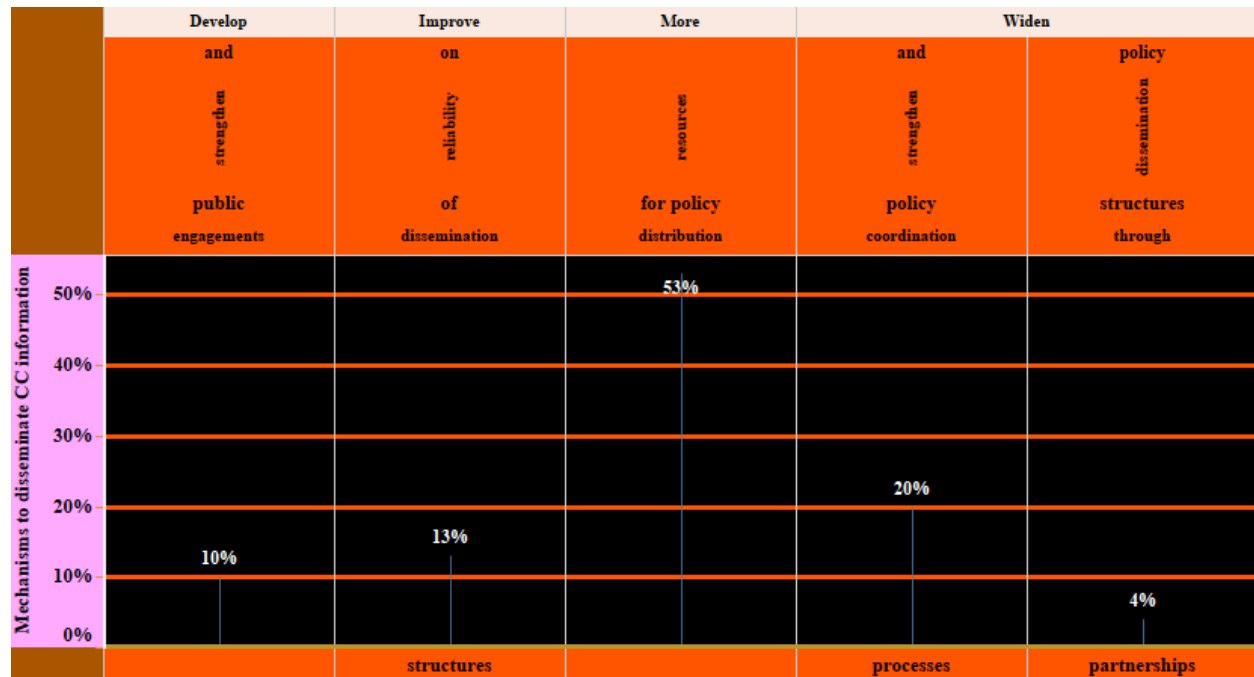 Develop Improve More Widen
and on and policy
strengthen reliability resources strengthen dissemination
public of for policy policy structures
engagements dissemination distribution coordination through
Mechanisms to disseminate CC information
50%
53%
40%
30%
20%
20%
13%
10%
10%
4%
0%
structures processes partnerships